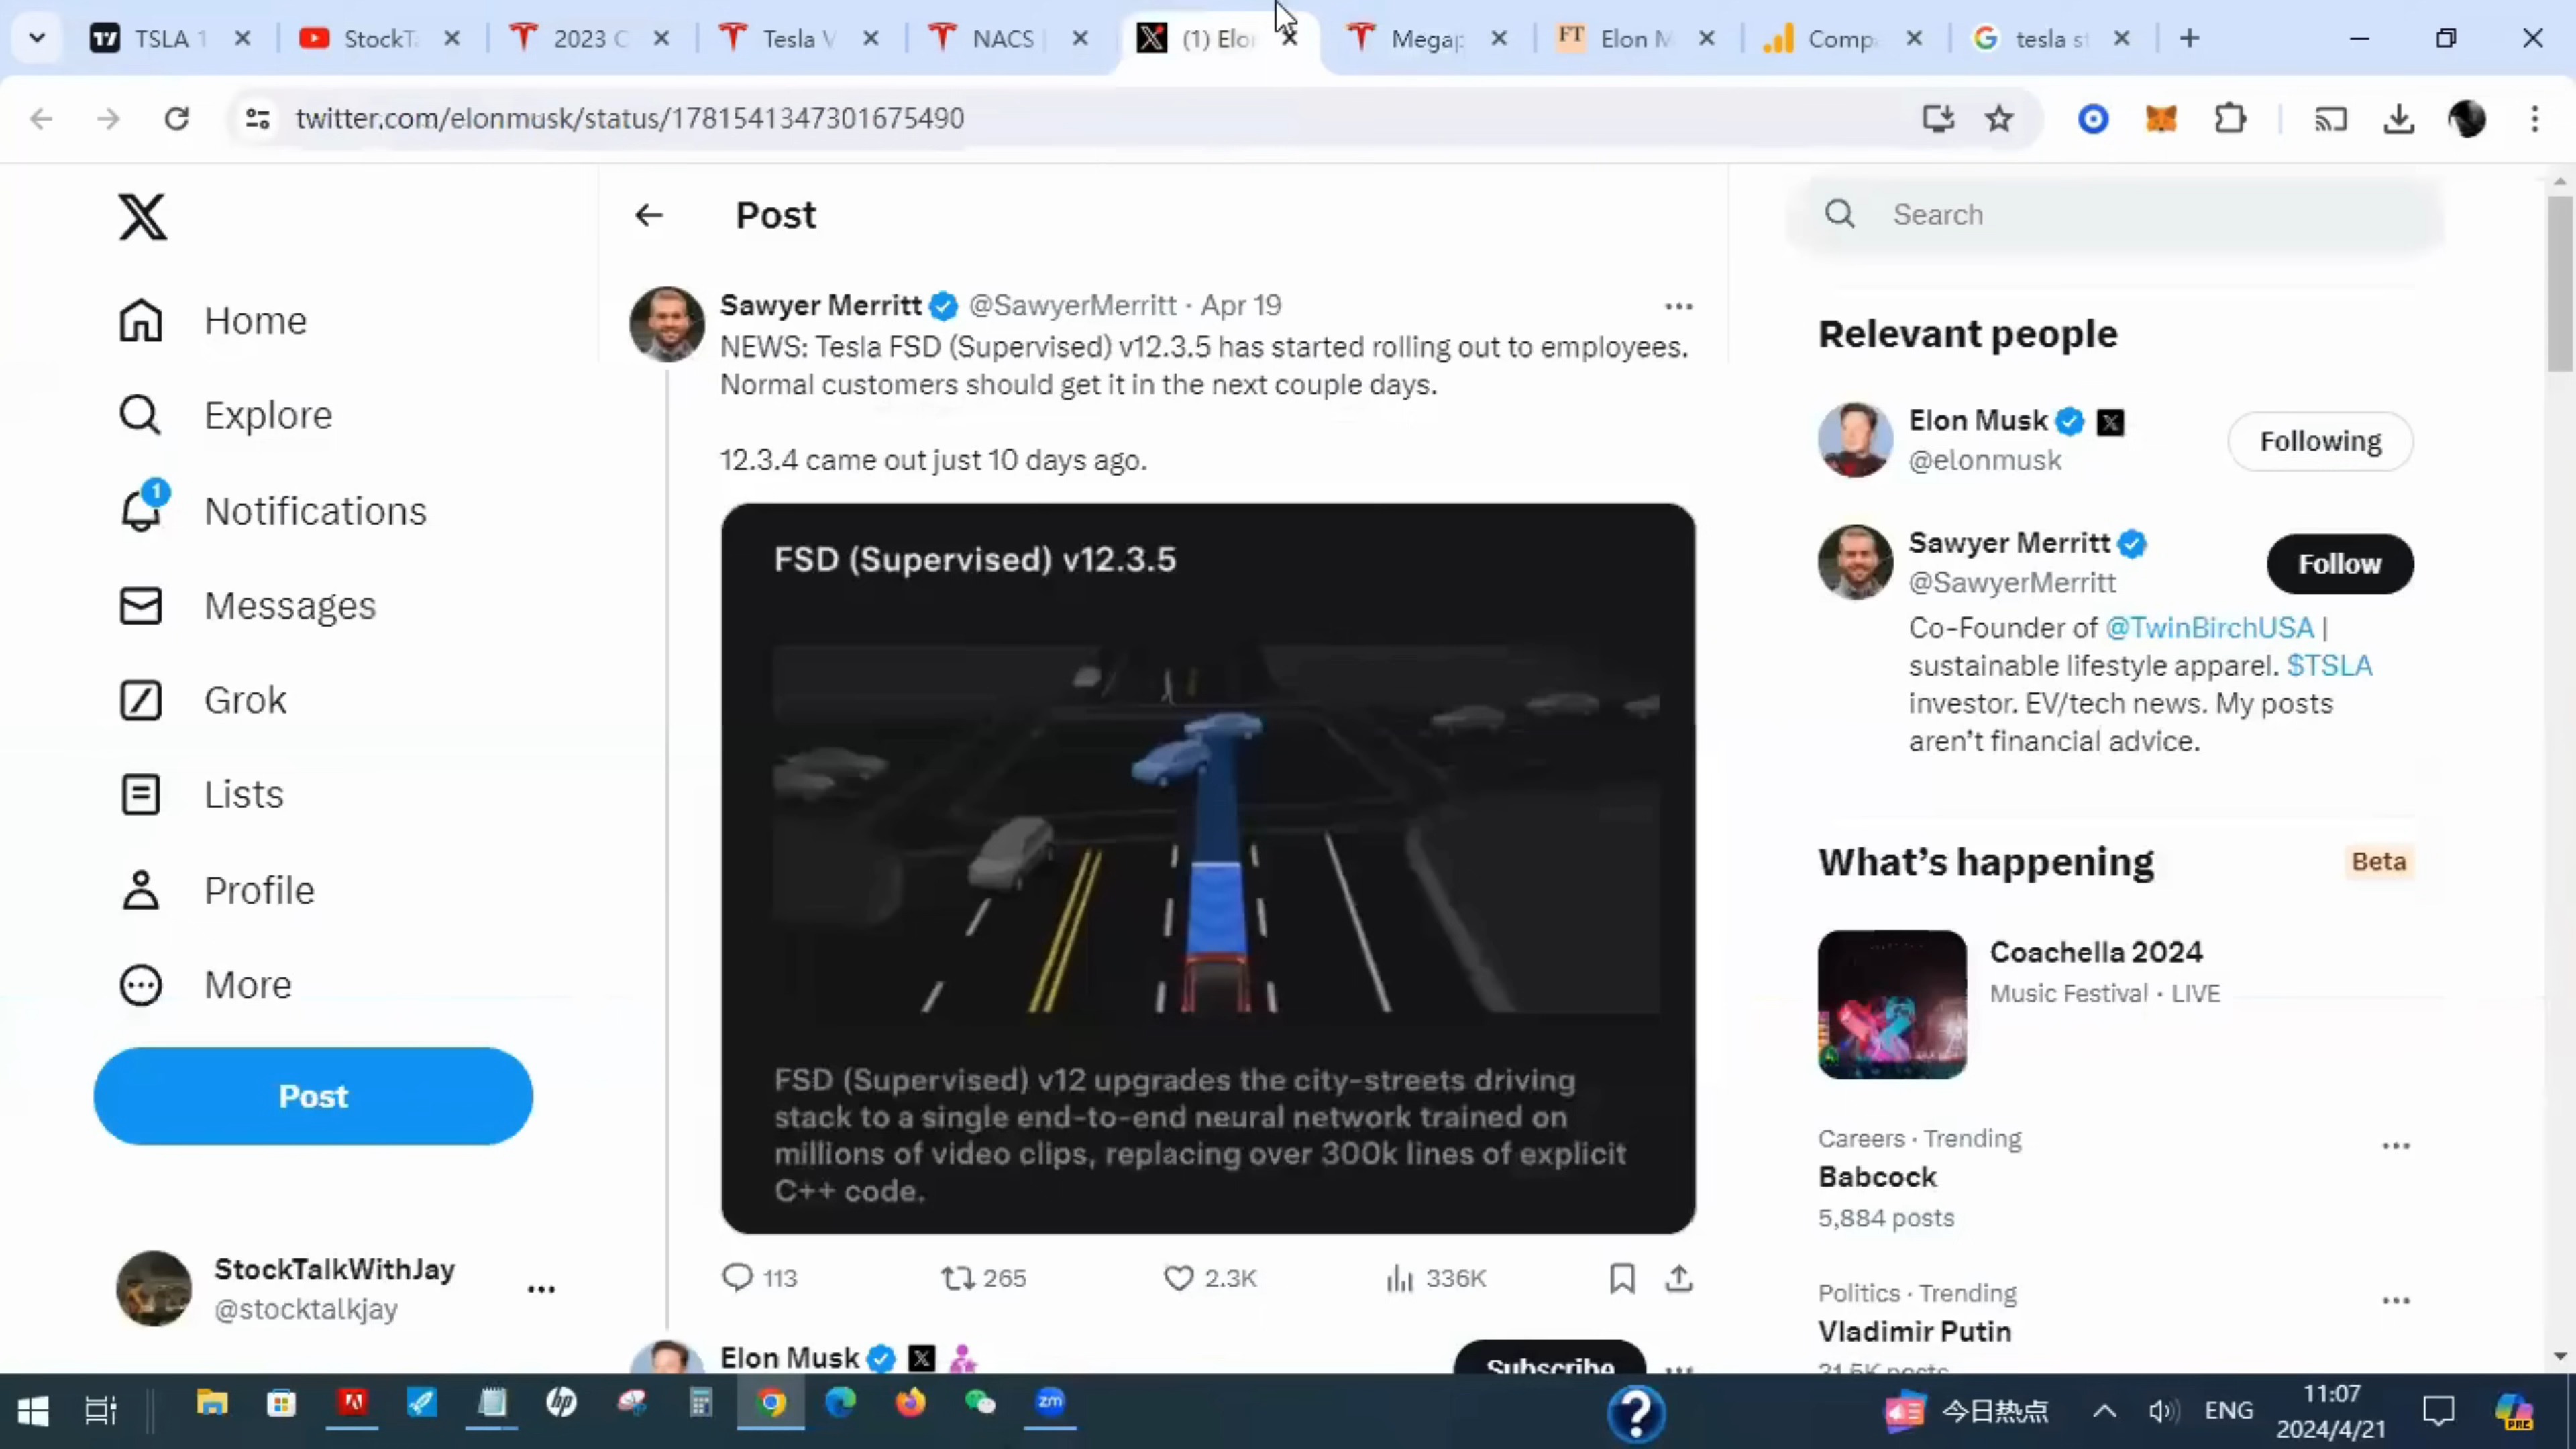 TSLA 1
StockT
2023 C
Tesla V
NACS
(1) Elo
Megap
FT
Elon M
Comp
tesla s
twitter.com/elonmusk/status/1781541347301675490
Home
Explore
1
Notifications
Messages
Grok
Lists
Profile
More
Post
StockTalkWithJay
@stocktalkjay
Post
Sawyer Merritt @SawyerMerritt · Apr 19
NEWS: Tesla FSD (Supervised) v12.3.5 has started rolling out to employees.
Normal customers should get it in the next couple days.
12.3.4 came out just 10 days ago.
FSD (Supervised) v12.3.5
FSD (Supervised) v12 upgrades the city-streets driving
stack to a single end-to-end neural network trained on
millions of video clips, replacing over 300k lines of explicit
C++ code.
113 265 2.3K 336K
Elon Musk
Subscribe
Search
Relevant people
Elon Musk
@elonmusk
Following
Sawyer Merritt
@SawyerMerritt
Follow
Co-Founder of @TwinBirchUSA |
sustainable lifestyle apparel. $TSLA
investor. EV/tech news. My posts
aren't financial advice.
What's happening
Beta
Coachella 2024
Music Festival · LIVE
Careers · Trending
Babcock
5,884 posts
Politics · Trending
Vladimir Putin
hp
zm
今日热点
ENG
11:07
2024/4/21
PRE